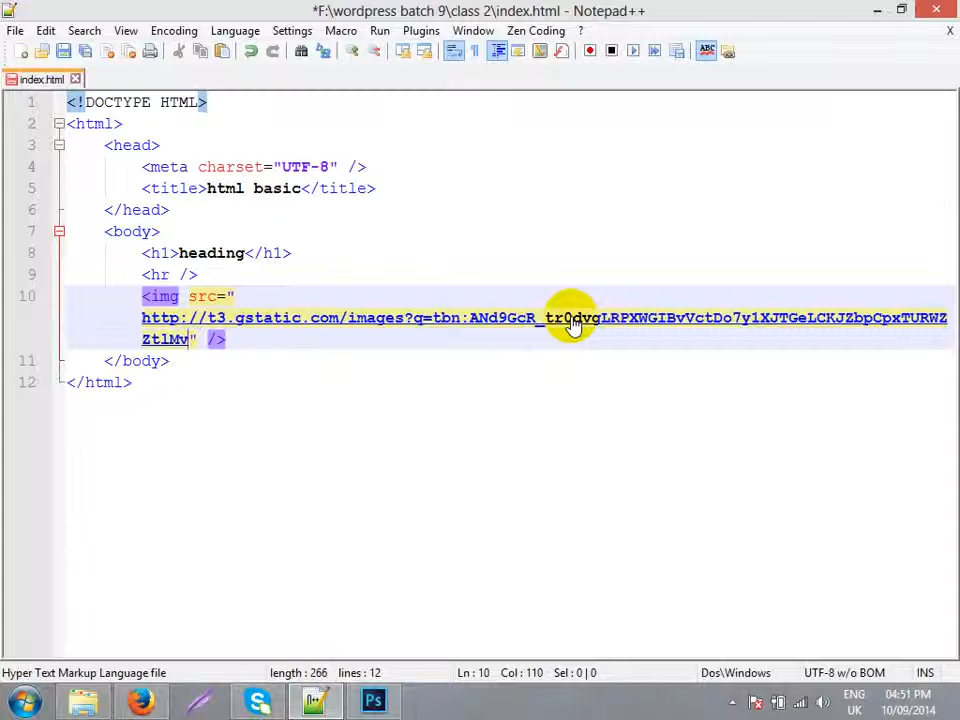 *F:\wordpress batch 9\class 2\index.html - Notepad++
File Edit Search View Encoding Language Settings Macro Run Plugins Window Zen Coding ? X
index.html
1 <!DOCTYPE HTML>
2 <html>
3 <head>
4 <meta charset="UTF-8" />
5 <title>html basic</title>
6 </head>
7 <body>
8 <h1>heading</h1>
9 <hr />
10 <img src="
http://t3.gstatic.com/images?q=tbn:ANd9GcR_tr0dvgLRPXWGIBvVctDo7y1XJTGeLCKJZbpCpxTURWZ
ZtlMv" />
11 </body>
12 </html>
Hyper Text Markup Language file length : 266 lines : 12 Ln : 10 Col : 110 Sel : 0 | 0 Dos\Windows UTF-8 w/o BOM INS
ENG 04:51 PM
UK 10/09/2014